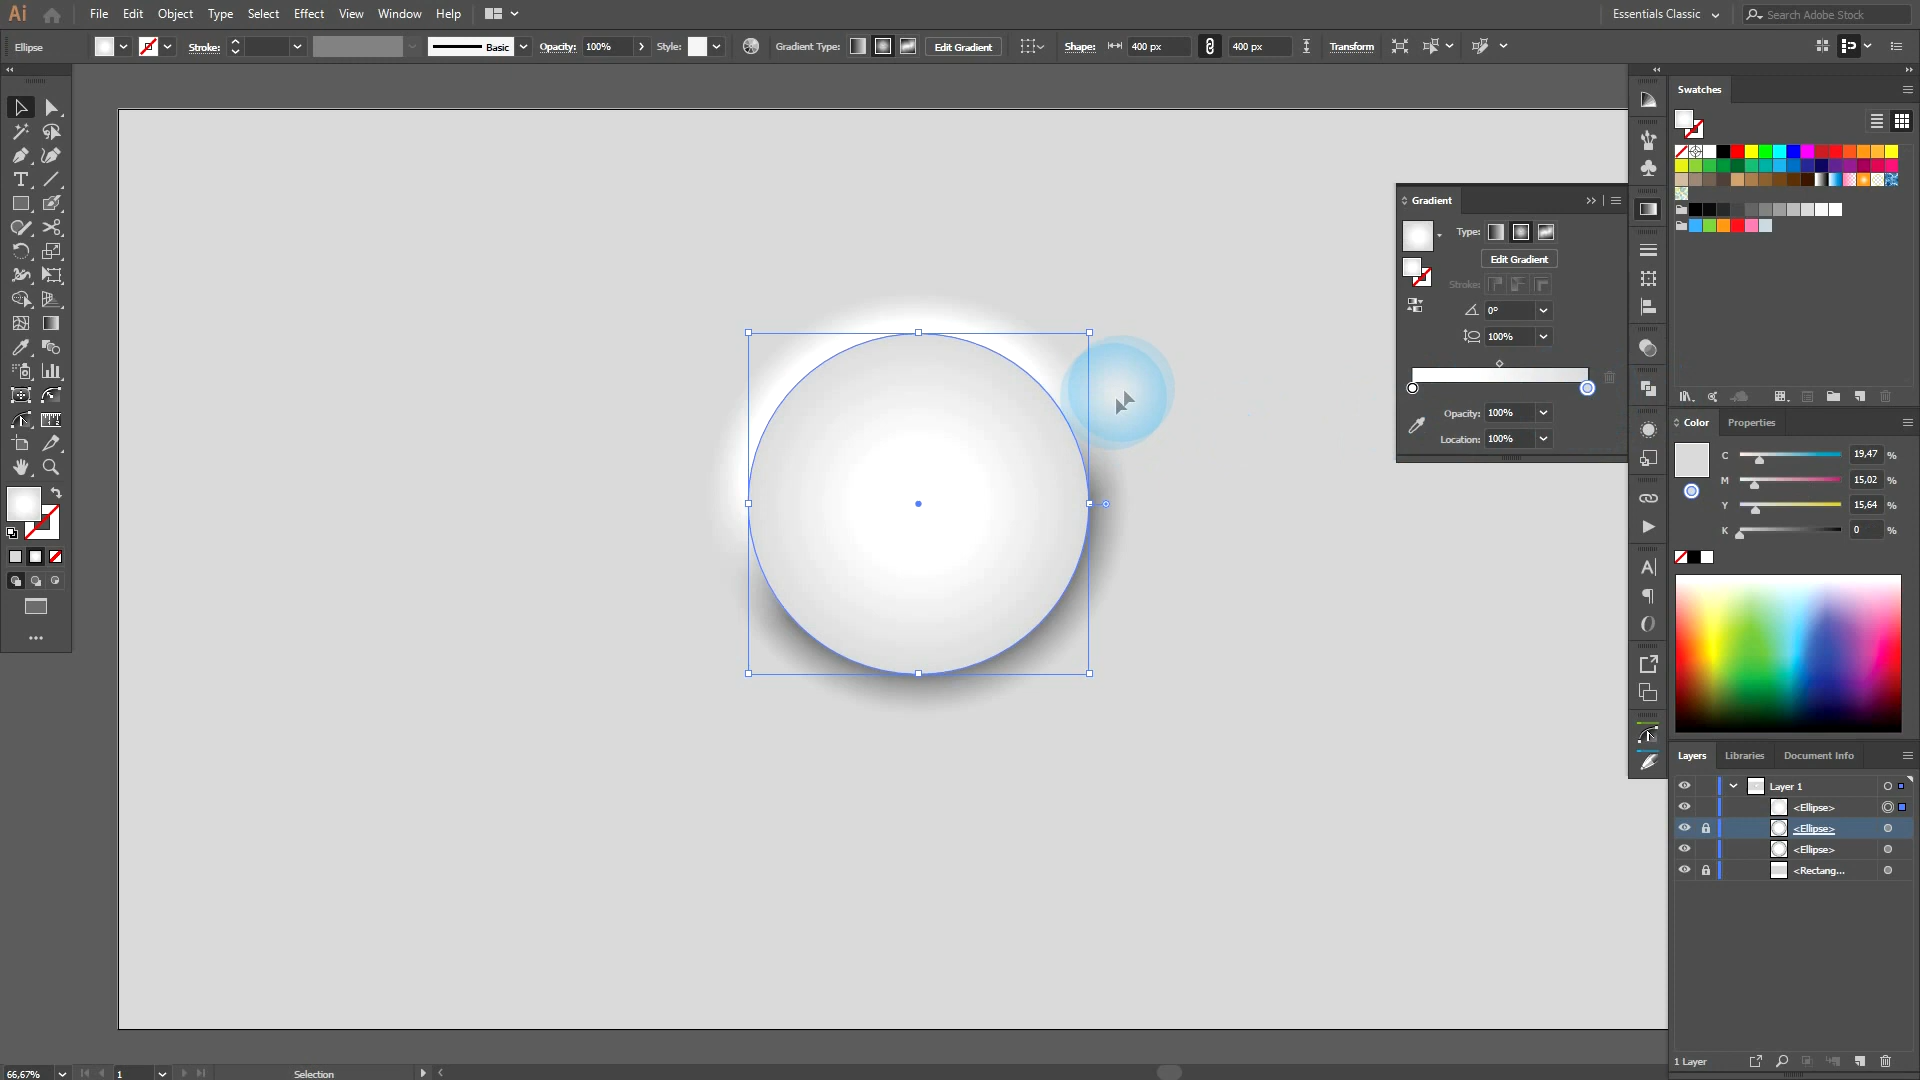 Ai File Edit Object Type Select Effect View Window Help Essentials Classic Search Adobe Stock
Ellipse Stroke: Basic Opacity: 100% Style: Gradient Type: Edit Gradient Shape: 400 px 400 px Transform
Swatches
Gradient
Type:
Edit Gradient
Stroke:
0°
100%
Opacity: 100%
Location: 100%
Color Properties
C 19,47 %
M 15,02 %
Y 15,64 %
K 0 %
Layers Libraries Document Info
Layer 1
<Ellipse>
<Ellipse>
<Ellipse>
<Rectang...
1 Layer
66,67% 1 Selection